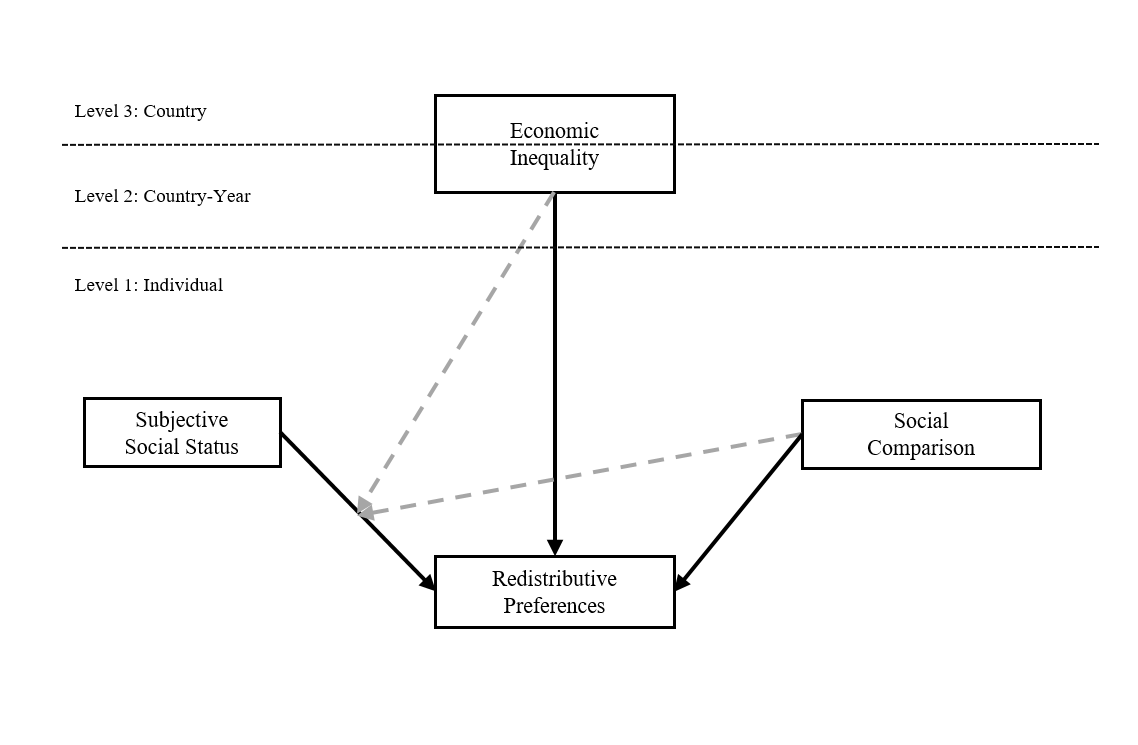 Level 3: Country
Economic
Inequality
Level 2: Country-Year
Level 1: Individual
Subjective
Social Status
Social
Comparison
Redistributive
Preferences